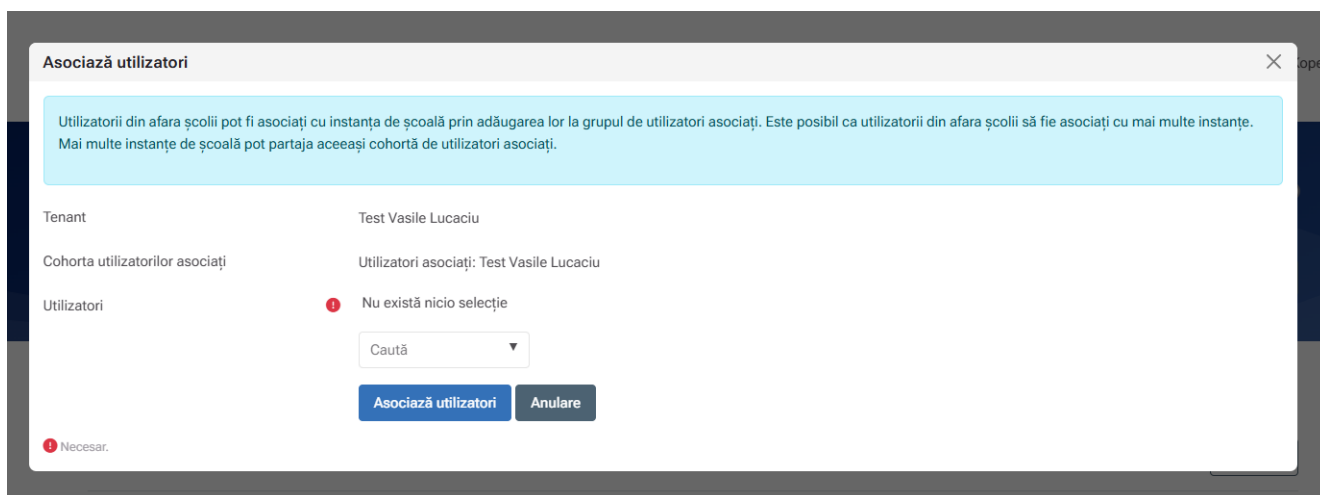 Asociază utilizatori
Utilizatorii din afara școlii pot fi asociați cu instanța de școală prin adăugarea lor la grupul de utilizatori asociați. Este posibil ca utilizatorii din afara școlii să fie asociați cu mai multe instanțe.
Mai multe instanțe de școală pot partaja aceeași cohortă de utilizatori asociați.
Tenant
Test Vasile Lucaciu
Cohorta utilizatorilor asociați
Utilizatori asociați: Test Vasile Lucaciu
Utilizatori
Nu există nicio selecție
Caută
Asociază utilizatori
Anulare
Necesar.